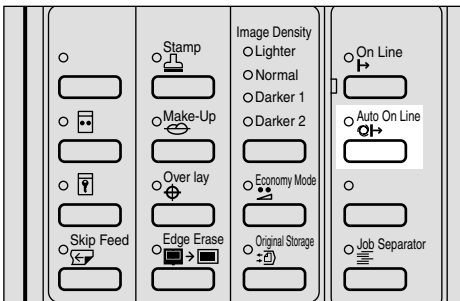 Image Density
Stamp
Lighter
On Line
Normal
Darker 1
Make-Up
Darker 2
Auto On Line
Over lay
Economy Mode
Skip Feed
Edge Erase
Original Storage
Job Separator